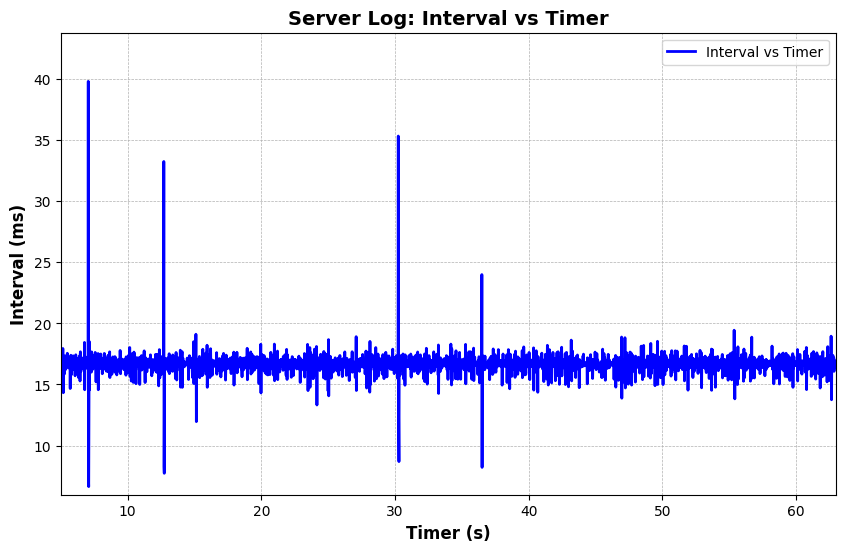 Server Log: Interval vs Timer
Interval vs Timer
40
35
30
25
20
15
10
Interval (ms)
10 20 30 40 50 60
Timer (s)